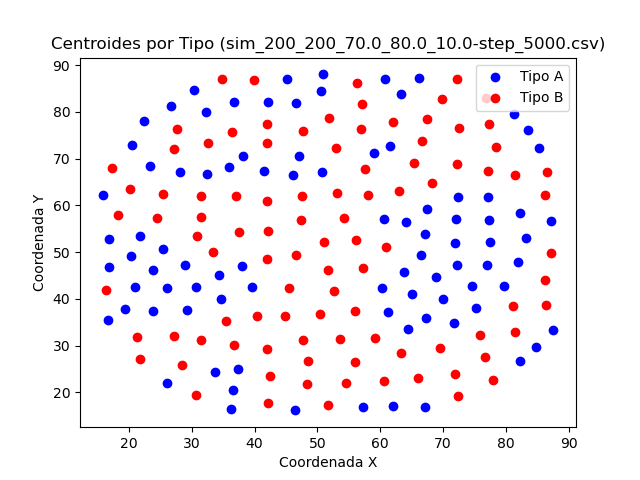 Centroides por Tipo (sim_200_200_70.0_80.0_10.0-step_5000.csv)
Tipo A
Tipo B
90
80
70
60
50
40
30
20
Coordenada Y
20 30 40 50 60 70 80 90
Coordenada X